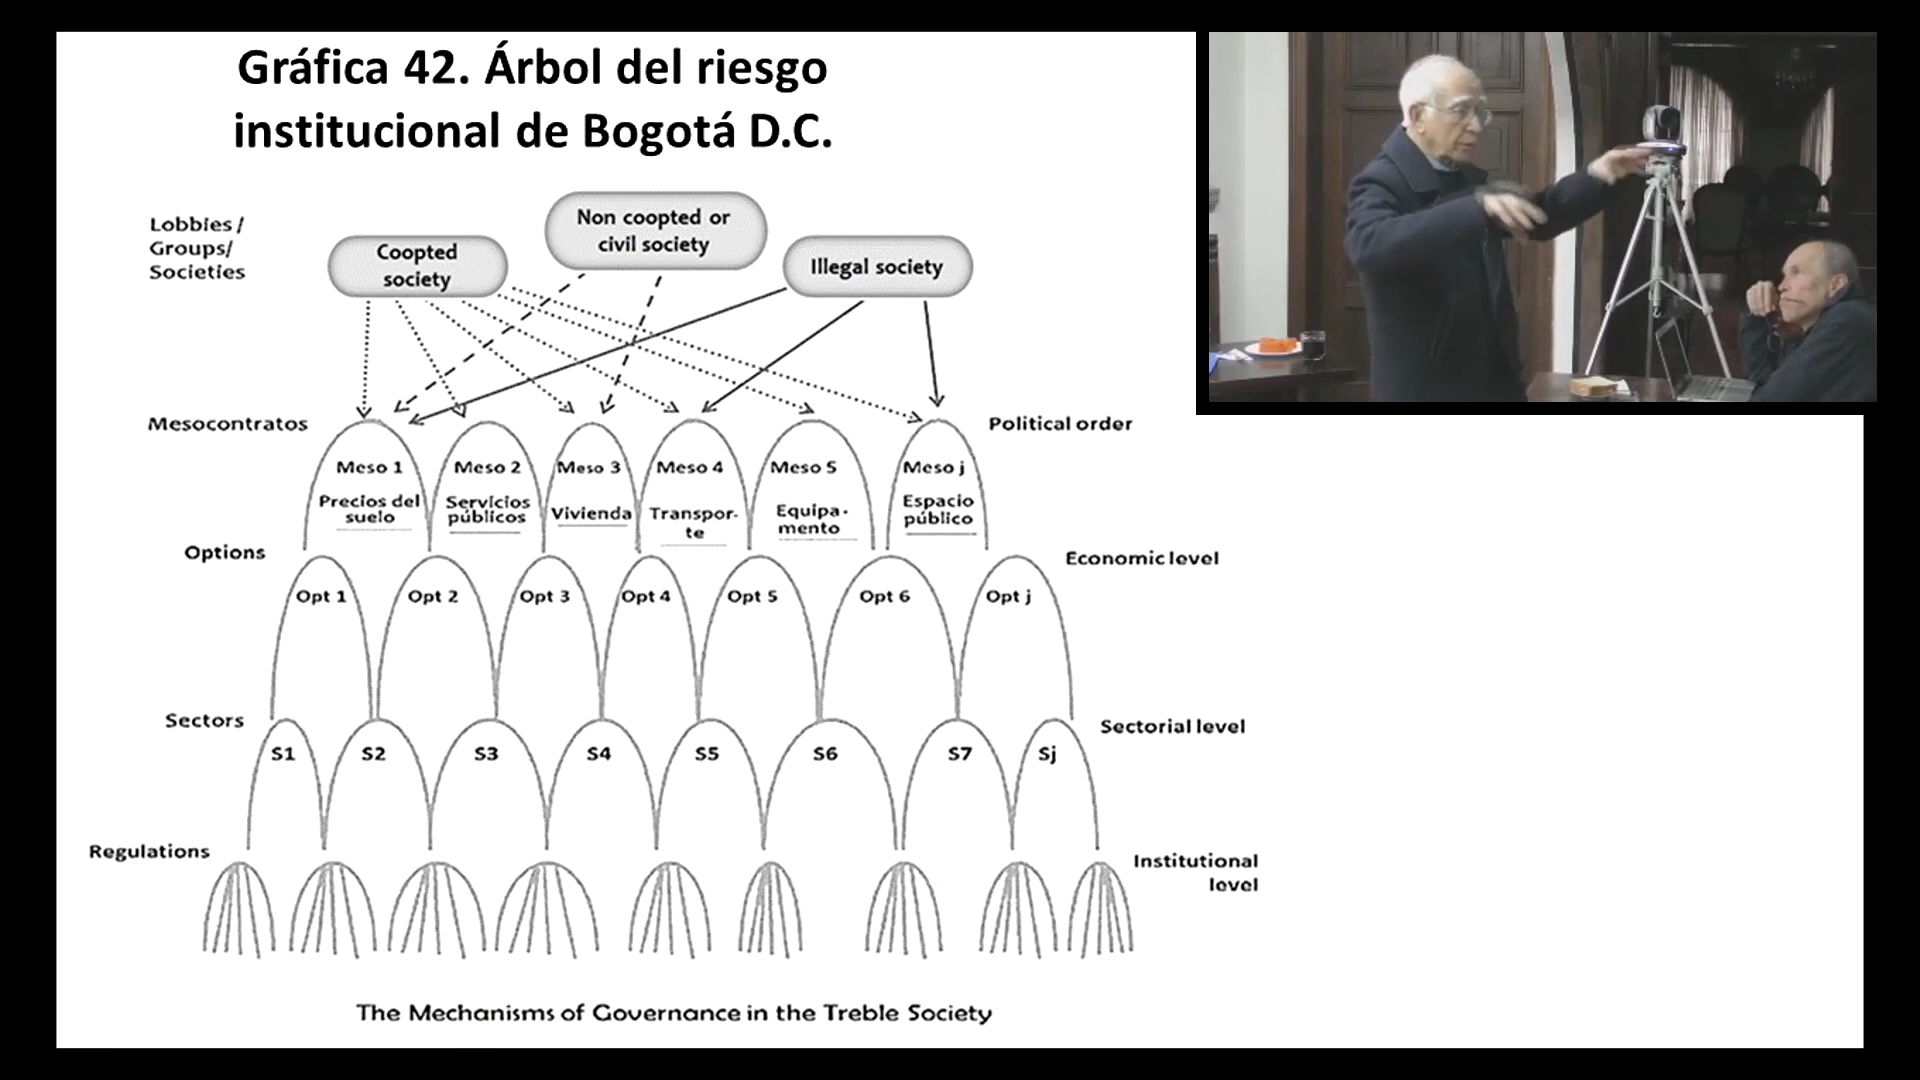 Gráfica 42. Árbol del riesgo
institucional de Bogotá D.C.
Lobbies /
Groups/
Societies
Coopted
society
Non coopted or
civil society
Illegal society
Mesocontratos
Political order
Meso 1
Precios del
suelo
Meso 2
Servicios
públicos
Meso 3
Vivienda
Meso 4
Transpor-
te
Meso 5
Equipa-
mento
Meso j
Espacio
público
Options
Economic level
Opt 1
Opt 2
Opt 3
Opt 4
Opt 5
Opt 6
Opt j
Sectors
Sectorial level
S1
S2
S3
S4
S5
S6
S7
Sj
Regulations
Institutional
level
The Mechanisms of Governance in the Treble Society